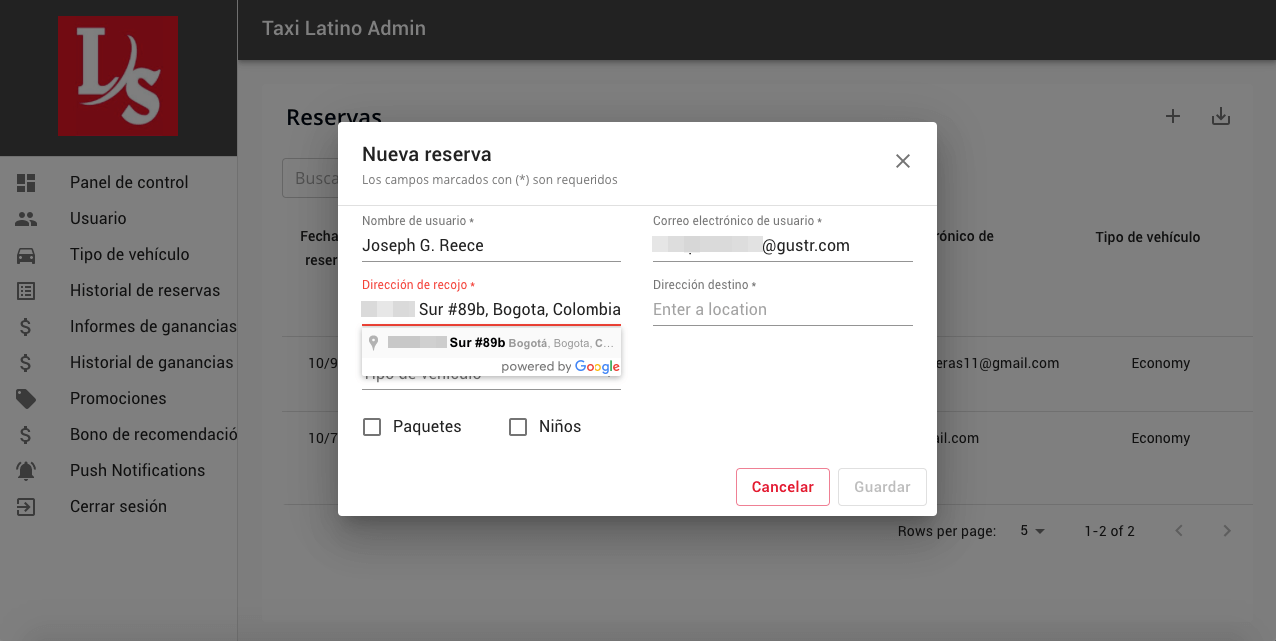 LS
Taxi Latino Admin
Panel de control
Usuario
Tipo de vehículo
Historial de reservas
Informes de ganancias
Historial de ganancias
Promociones
Bono de recomendació
Push Notifications
Cerrar sesión
Reservas
Busca
Fecha
reser
rónico de
Tipo de vehículo
10/9
eras11@gmail.com
Economy
10/7
ail.com
Economy
Rows per page: 5 1-2 of 2
Nueva reserva
Los campos marcados con (*) son requeridos
Nombre de usuario *
Joseph G. Reece
Correo electrónico de usuario *
@gustr.com
Dirección de recojo *
Sur #89b, Bogota, Colombia
Dirección destino *
Enter a location
Sur #89b Bogotá, Bogota, C...
powered by Google
Tipo de vehículo
Paquetes
Niños
Cancelar
Guardar